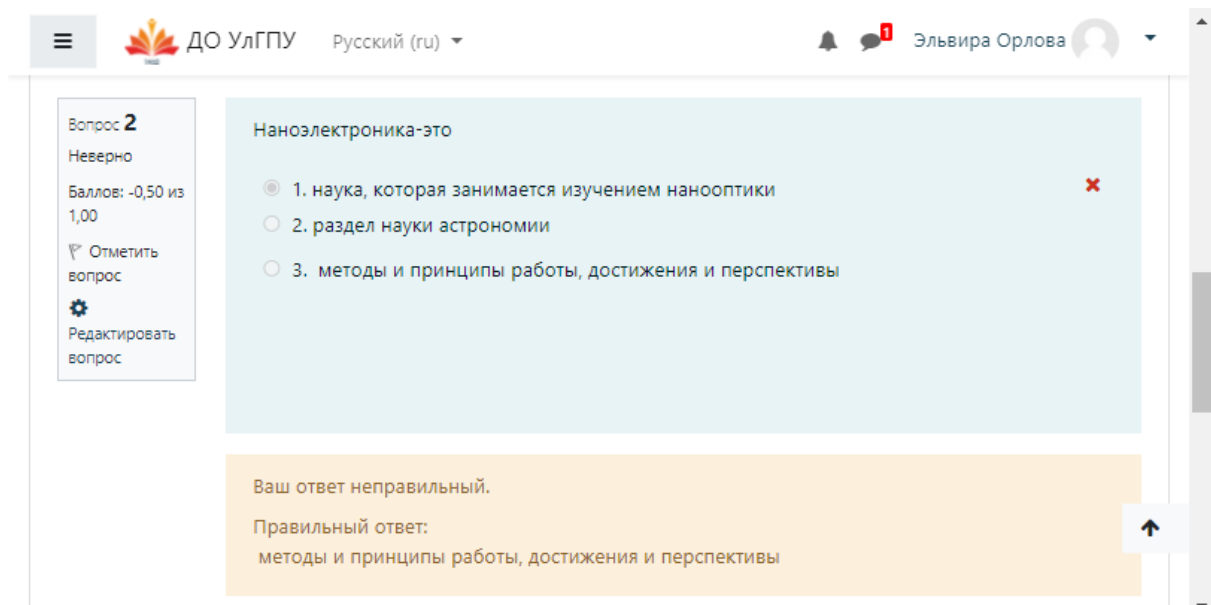 ДО УлГПУ Русский (ru) 1 Эльвира Орлова
Вопрос 2
Неверно
Баллов: -0,50 из
1,00
Отметить
вопрос
Редактировать
вопрос
Наноэлектроника-это
1. наука, которая занимается изучением нанооптики
2. раздел науки астрономии
3. методы и принципы работы, достижения и перспективы
Ваш ответ неправильный.
Правильный ответ:
методы и принципы работы, достижения и перспективы